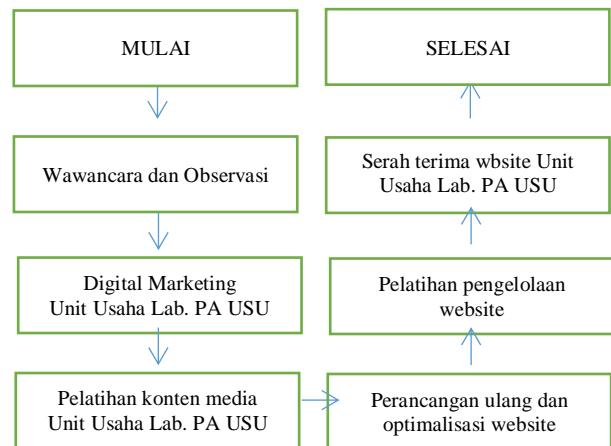 MULAI
Wawancara dan Observasi
Digital Marketing
Unit Usaha Lab. PA USU
Pelatihan konten media
Unit Usaha Lab. PA USU
Perancangan ulang dan
optimalisasi website
Pelatihan pengelolaan
website
Serah terima wbsite Unit
Usaha Lab. PA USU
SELESAI